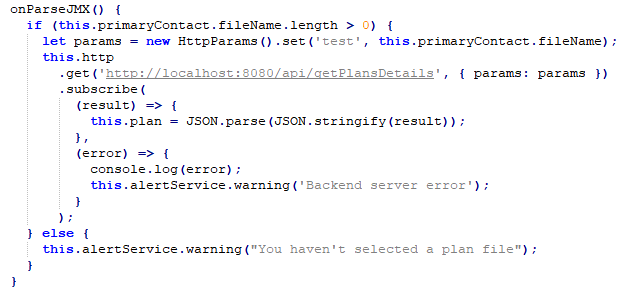 onParseJMX() {
  if (this.primaryContact.fileName.length > 0) {
    let params = new HttpParams().set('test', this.primaryContact.fileName);
    this.http
      .get('http://localhost:8080/api/getPlansDetails', { params: params })
      .subscribe(
        (result) => {
          this.plan = JSON.parse(JSON.stringify(result));
        },
        (error) => {
          console.log(error);
          this.alertService.warning('Backend server error');
        }
      );
  } else {
    this.alertService.warning("You haven't selected a plan file");
  }
}